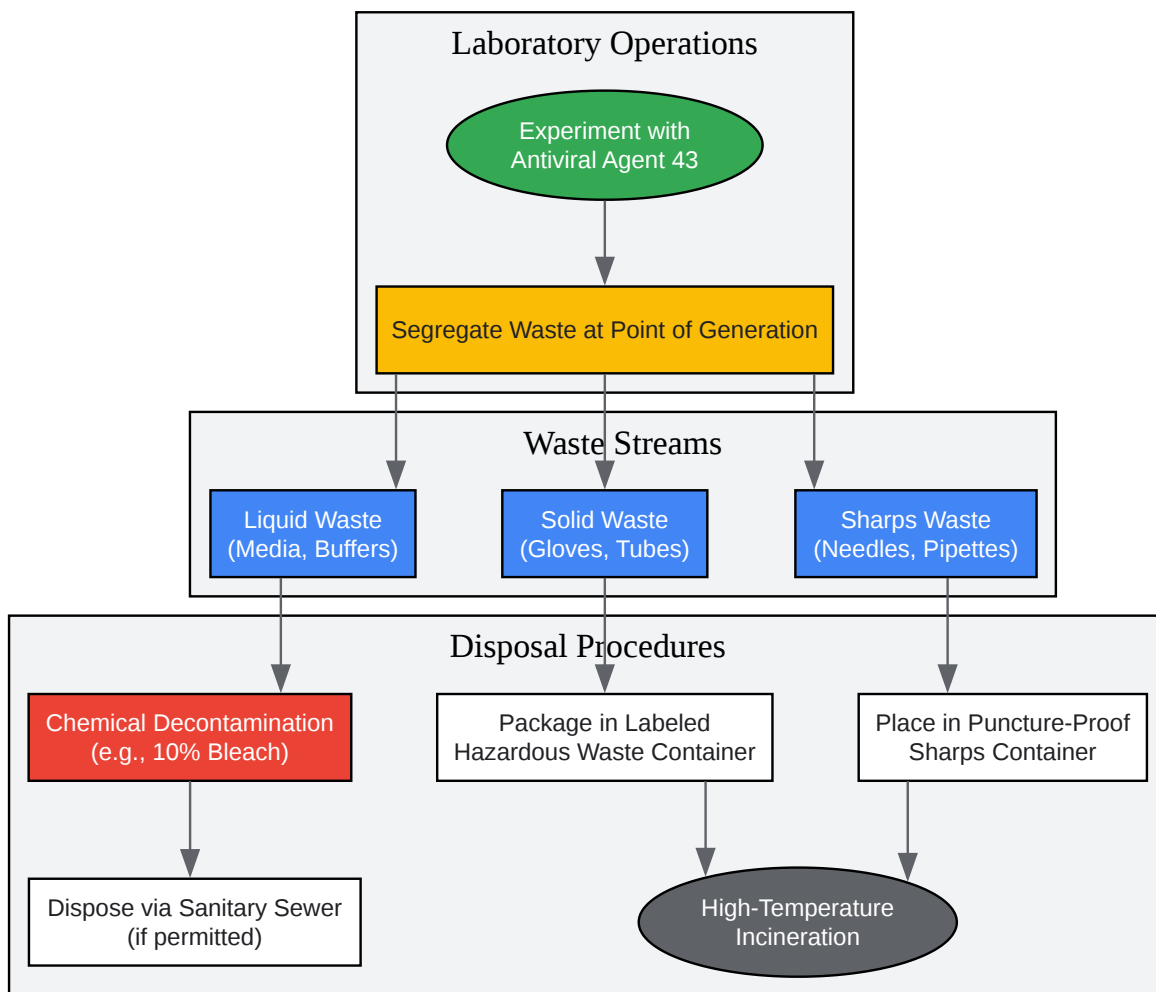 Laboratory Operations
Experiment with
Antiviral Agent 43
Segregate Waste at Point of Generation
Waste Streams
Liquid Waste
(Media, Buffers)
Solid Waste
(Gloves, Tubes)
Sharps Waste
(Needles, Pipettes)
Disposal Procedures
Chemical Decontamination
(e.g., 10% Bleach)
Package in Labeled
Hazardous Waste Container
Place in Puncture-Proof
Sharps Container
Dispose via Sanitary Sewer
(if permitted)
High-Temperature
Incineration